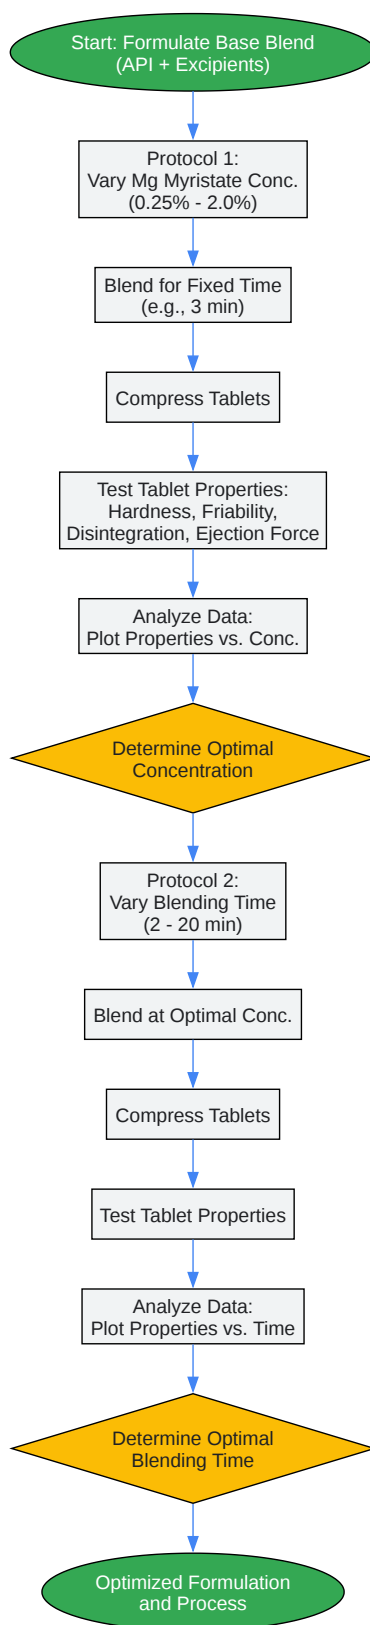 Start: Formulate Base Blend
(API + Excipients)
Protocol 1:
Vary Mg Myristate Conc.
(0.25% - 2.0%)
Blend for Fixed Time
(e.g., 3 min)
Compress Tablets
Test Tablet Properties:
Hardness, Friability,
Disintegration, Ejection Force
Analyze Data:
Plot Properties vs. Conc.
Determine Optimal
Concentration
Protocol 2:
Vary Blending Time
(2 - 20 min)
Blend at Optimal Conc.
Compress Tablets
Test Tablet Properties
Analyze Data:
Plot Properties vs. Time
Determine Optimal
Blending Time
Optimized Formulation
and Process